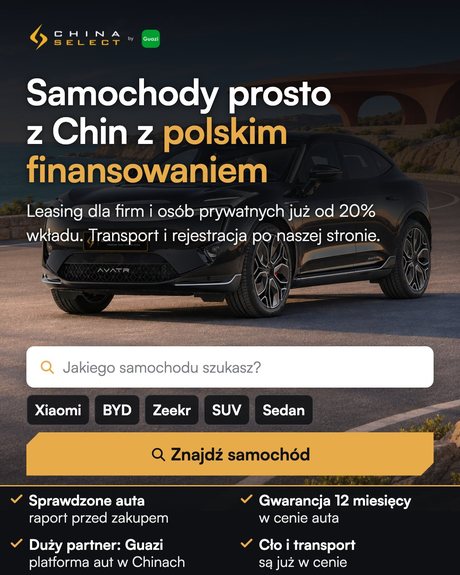 CHINA
SELECT by Guazi
Samochody prosto
z Chin z polskim
finansowaniem
Leasing dla firm i osób prywatnych już od 20%
wkładu. Transport i rejestracja po naszej stronie.
AVATR
Jakiego samochodu szukasz?
Xiaomi BYD Zeekr SUV Sedan
Znajdź samochód
Sprawdzone auta
raport przed zakupem
Gwarancja 12 miesięcy
w cenie auta
Duży partner: Guazi
platforma aut w Chinach
Cło i transport
są już w cenie